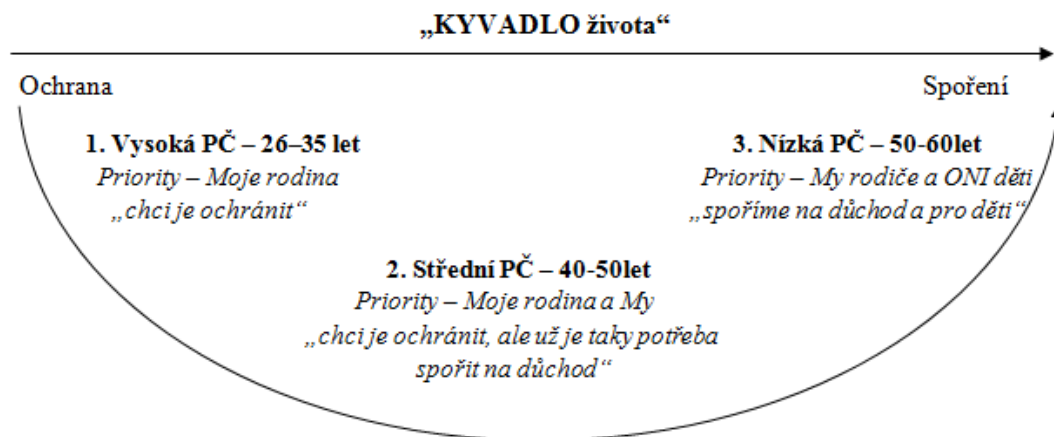 „KYVADLO života“
Ochrana
Spoření
1. Vysoká PČ – 26–35 let
Priority – Moje rodina
„chci je ochránit“
3. Nízká PČ – 50-60let
Priority – My rodiče a ONI děti
„spoříme na důchod a pro děti“
2. Střední PČ – 40-50let
Priority – Moje rodina a My
„chci je ochránit, ale už je taky potřeba
spořit na důchod“